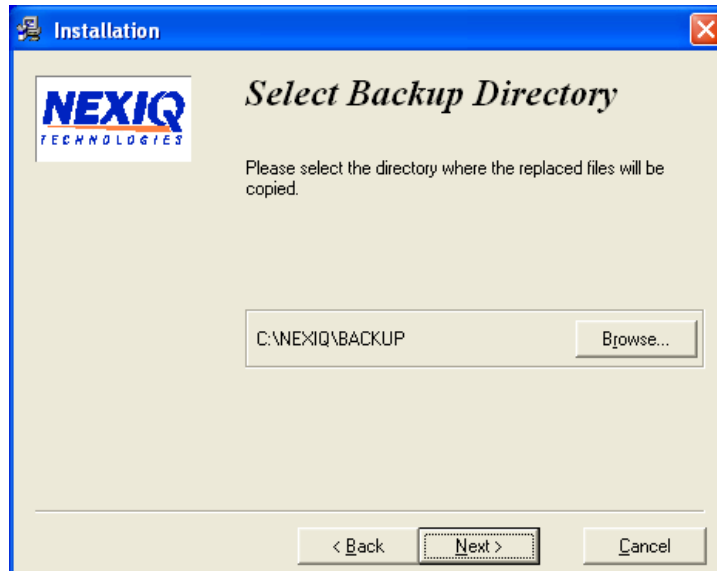 Installation
NEXIQ
TECHNOLOGIES
Select Backup Directory
Please select the directory where the replaced files will be
copied.
C:\NEXIQ\BACKUP
Browse...
< Back
Next >
Cancel